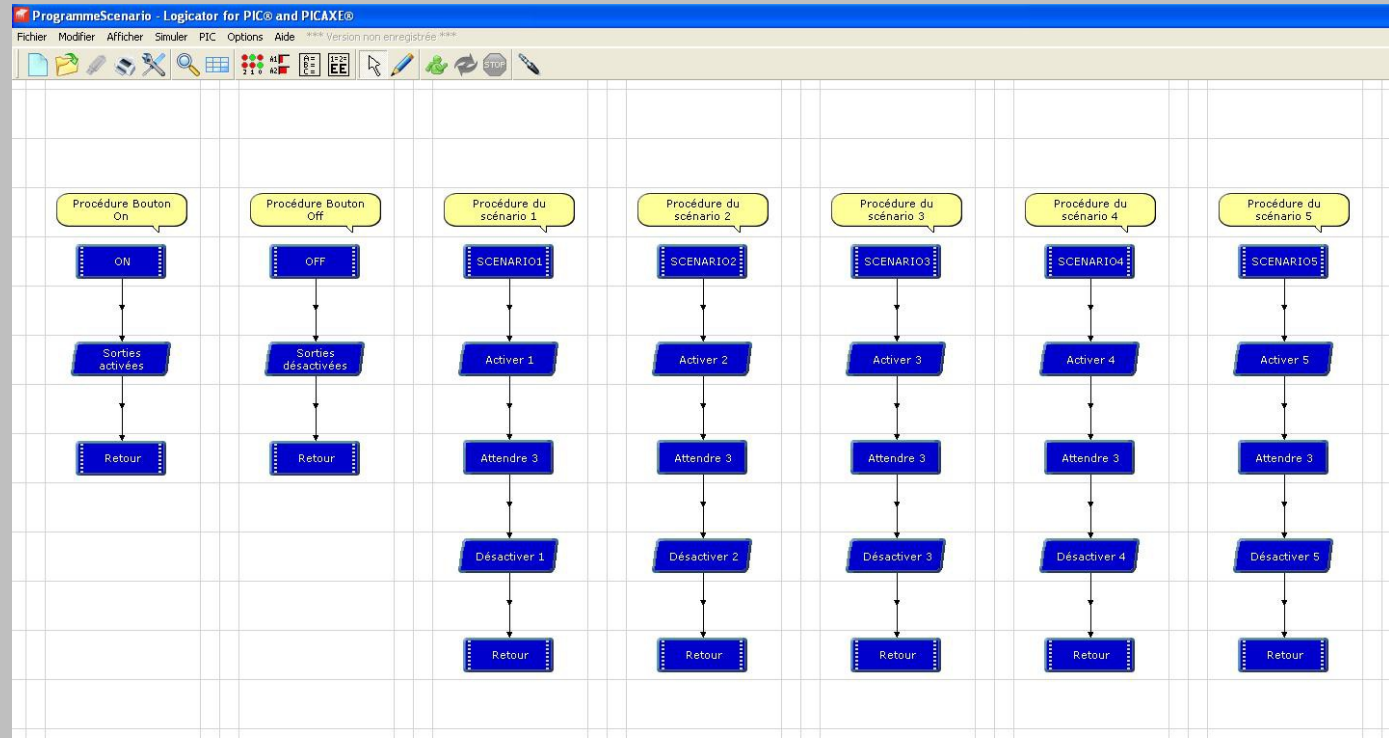 ProgrammeScenario - Logicator for PIC® and PICAXE®
Fichier Modifier Afficher Simuler PIC Options Aide *** Version non enregistrée ***
Procédure Bouton
On
Procédure Bouton
Off
Procédure du
scénario 1
Procédure du
scénario 2
Procédure du
scénario 3
Procédure du
scénario 4
Procédure du
scénario 5
ON
OFF
SCENARIO1
SCENARIO2
SCENARIO3
SCENARIO4
SCENARIO5
Sorties
activées
Sorties
désactivées
Activer 1
Activer 2
Activer 3
Activer 4
Activer 5
Retour
Retour
Attendre 3
Attendre 3
Attendre 3
Attendre 3
Attendre 3
Désactiver 1
Désactiver 2
Désactiver 3
Désactiver 4
Désactiver 5
Retour
Retour
Retour
Retour
Retour